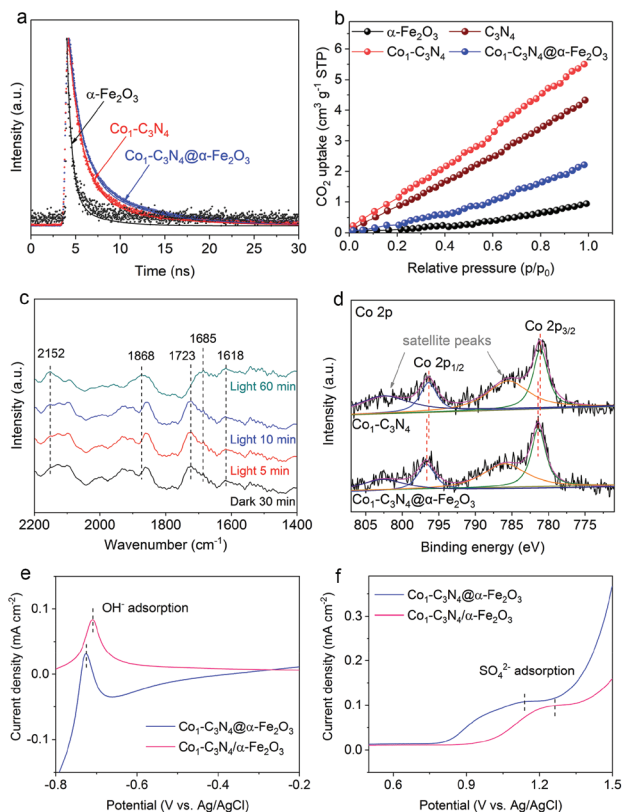 a
Intensity (a.u.)
α-Fe₂O₃
Co₁-C₃N₄
Co₁-C₃N₄@α-Fe₂O₃
0 5 10 15 20 25 30
Time (ns)
b
α-Fe₂O₃ C₃N₄
Co₁-C₃N₄ Co₁-C₃N₄@α-Fe₂O₃
CO₂ uptake (cm³ g⁻¹ STP)
6
5
4
3
2
1
0
0.0 0.2 0.4 0.6 0.8 1.0
Relative pressure (p/p₀)
c
Intensity (a.u.)
2152 1868 1723 1685 1618
Light 60 min
Light 10 min
Light 5 min
Dark 30 min
2200 2000 1800 1600 1400
Wavenumber (cm⁻¹)
d
Co 2p
Intensity (a.u.)
Co 2p₃/₂
satellite peaks
Co 2p₁/₂
Co₁-C₃N₄
Co₁-C₃N₄@α-Fe₂O₃
805 800 795 790 785 780 775
Binding energy (eV)
e
Current density (mA cm⁻²)
0.1
0.0
-0.1
OH⁻ adsorption
Co₁-C₃N₄@α-Fe₂O₃
Co₁-C₃N₄/α-Fe₂O₃
-0.8 -0.6 -0.4 -0.2
Potential (V vs. Ag/AgCl)
f
Current density (mA cm⁻²)
0.3
0.2
0.1
0.0
Co₁-C₃N₄@α-Fe₂O₃
Co₁-C₃N₄/α-Fe₂O₃
SO₄²⁻ adsorption
0.6 0.9 1.2 1.5
Potential (V vs. Ag/AgCl)